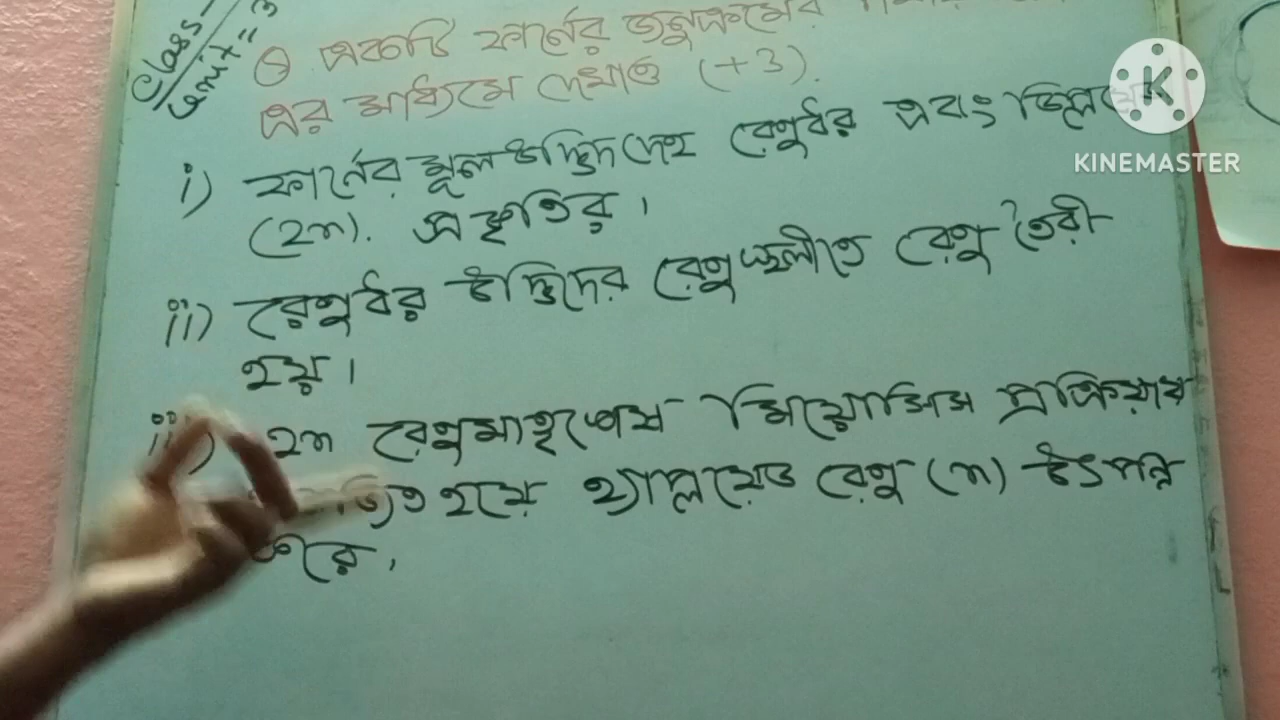 Class-
Unit=3
একটি ফার্নের জনুক্রমের
এর মাধ্যমে দেখাও (+3).
KINEMASTER
i) ফার্নের মূল উদ্ভিদদেহ রেণুধর এবং
(2n). প্রকৃতির।
ii) রেণুধর উদ্ভিদের রেণুস্থলীতে রেণু তৈরী
হয়।
iii) 2n রেণুমাতৃকোষ মিয়োসিস প্রক্রিয়ায়
হয়ে হ্যাপ্লয়েড রেণু (n) উৎপন্ন
করে,